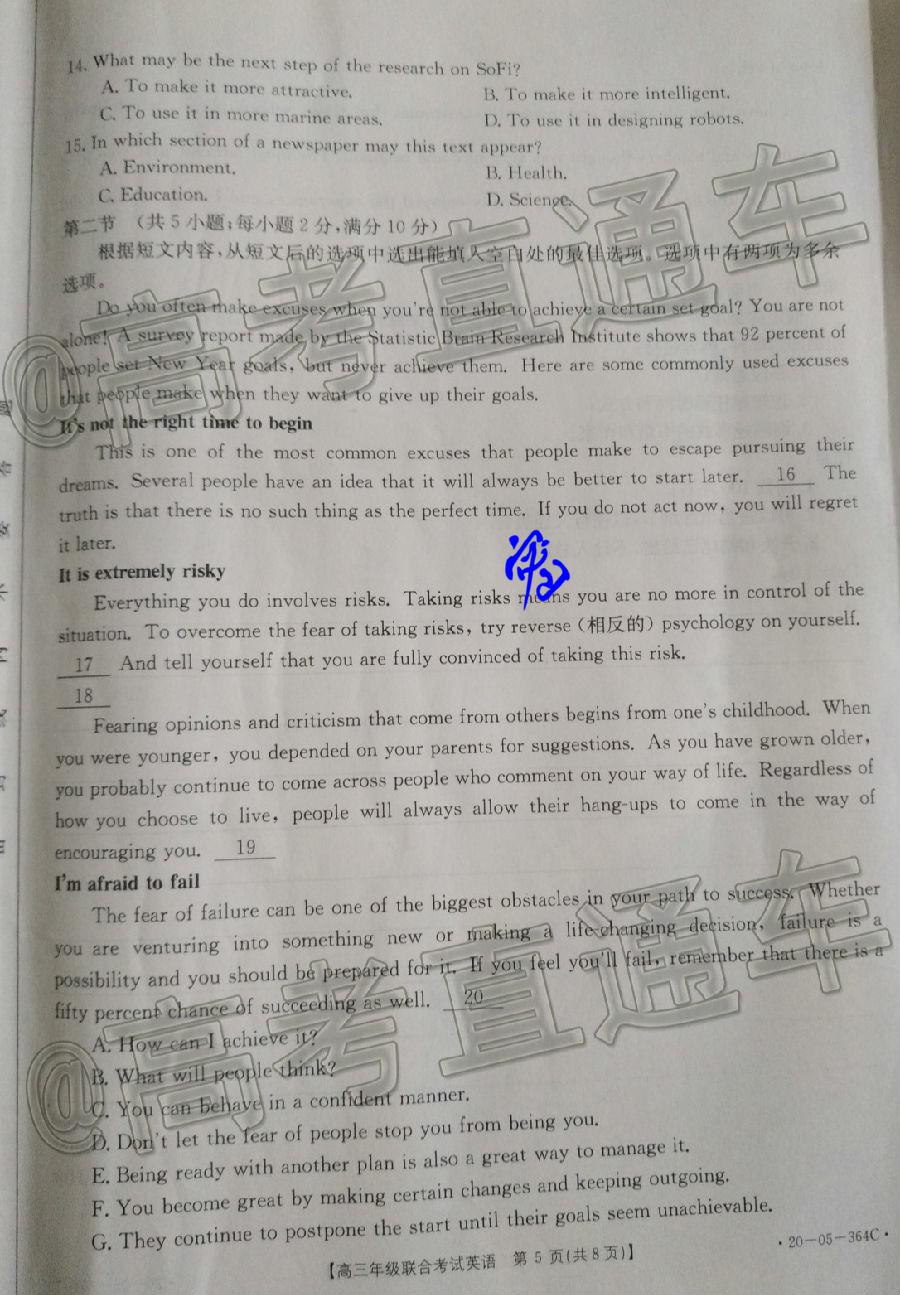 14. What may be the next step of the research on SoFi?
A. To make it more attractive.    B. To make it more intelligent.
C. To use it in more marine areas.    D. To use it in designing robots.
15. In which section of a newspaper may this text appear?
A. Environment.    B. Health.
C. Education.    D. Science.
第二节 (共5小题;每小题2分,满分10分)
根据短文内容,从短文后的选项中选出能填入空白处的最佳选项。选项中有两项为多余
选项。
Do you often make excuses when you're not able to achieve a certain set goal? You are not
alone! A survey report made by the Statistic Brain Research Institute shows that 92 percent of
people set New Year goals, but never achieve them. Here are some commonly used excuses
that people make when they want to give up their goals.
It's not the right time to begin
This is one of the most common excuses that people make to escape pursuing their
dreams. Several people have an idea that it will always be better to start later. 16 The
truth is that there is no such thing as the perfect time. If you do not act now, you will regret
it later.
It is extremely risky
Everything you do involves risks. Taking risks means you are no more in control of the
situation. To overcome the fear of taking risks, try reverse (相反的) psychology on yourself.
17 And tell yourself that you are fully convinced of taking this risk.
18
Fearing opinions and criticism that come from others begins from one's childhood. When
you were younger, you depended on your parents for suggestions. As you have grown older,
you probably continue to come across people who comment on your way of life. Regardless of
how you choose to live, people will always allow their hang-ups to come in the way of
encouraging you. 19
I'm afraid to fail
The fear of failure can be one of the biggest obstacles in your path to success. Whether
you are venturing into something new or making a life-changing decision, failure is a
possibility and you should be prepared for it. If you feel you'll fail, remember that there is a
fifty percent chance of succeeding as well. 20
A. How can I achieve it?
B. What will people think?
C. You can behave in a confident manner.
D. Don't let the fear of people stop you from being you.
E. Being ready with another plan is also a great way to manage it.
F. You become great by making certain changes and keeping outgoing.
G. They continue to postpone the start until their goals seem unachievable.
【高三年级联合考试英语 第5页(共8页)】    ·20-05-364C·
@高考直通车
@高考直通车